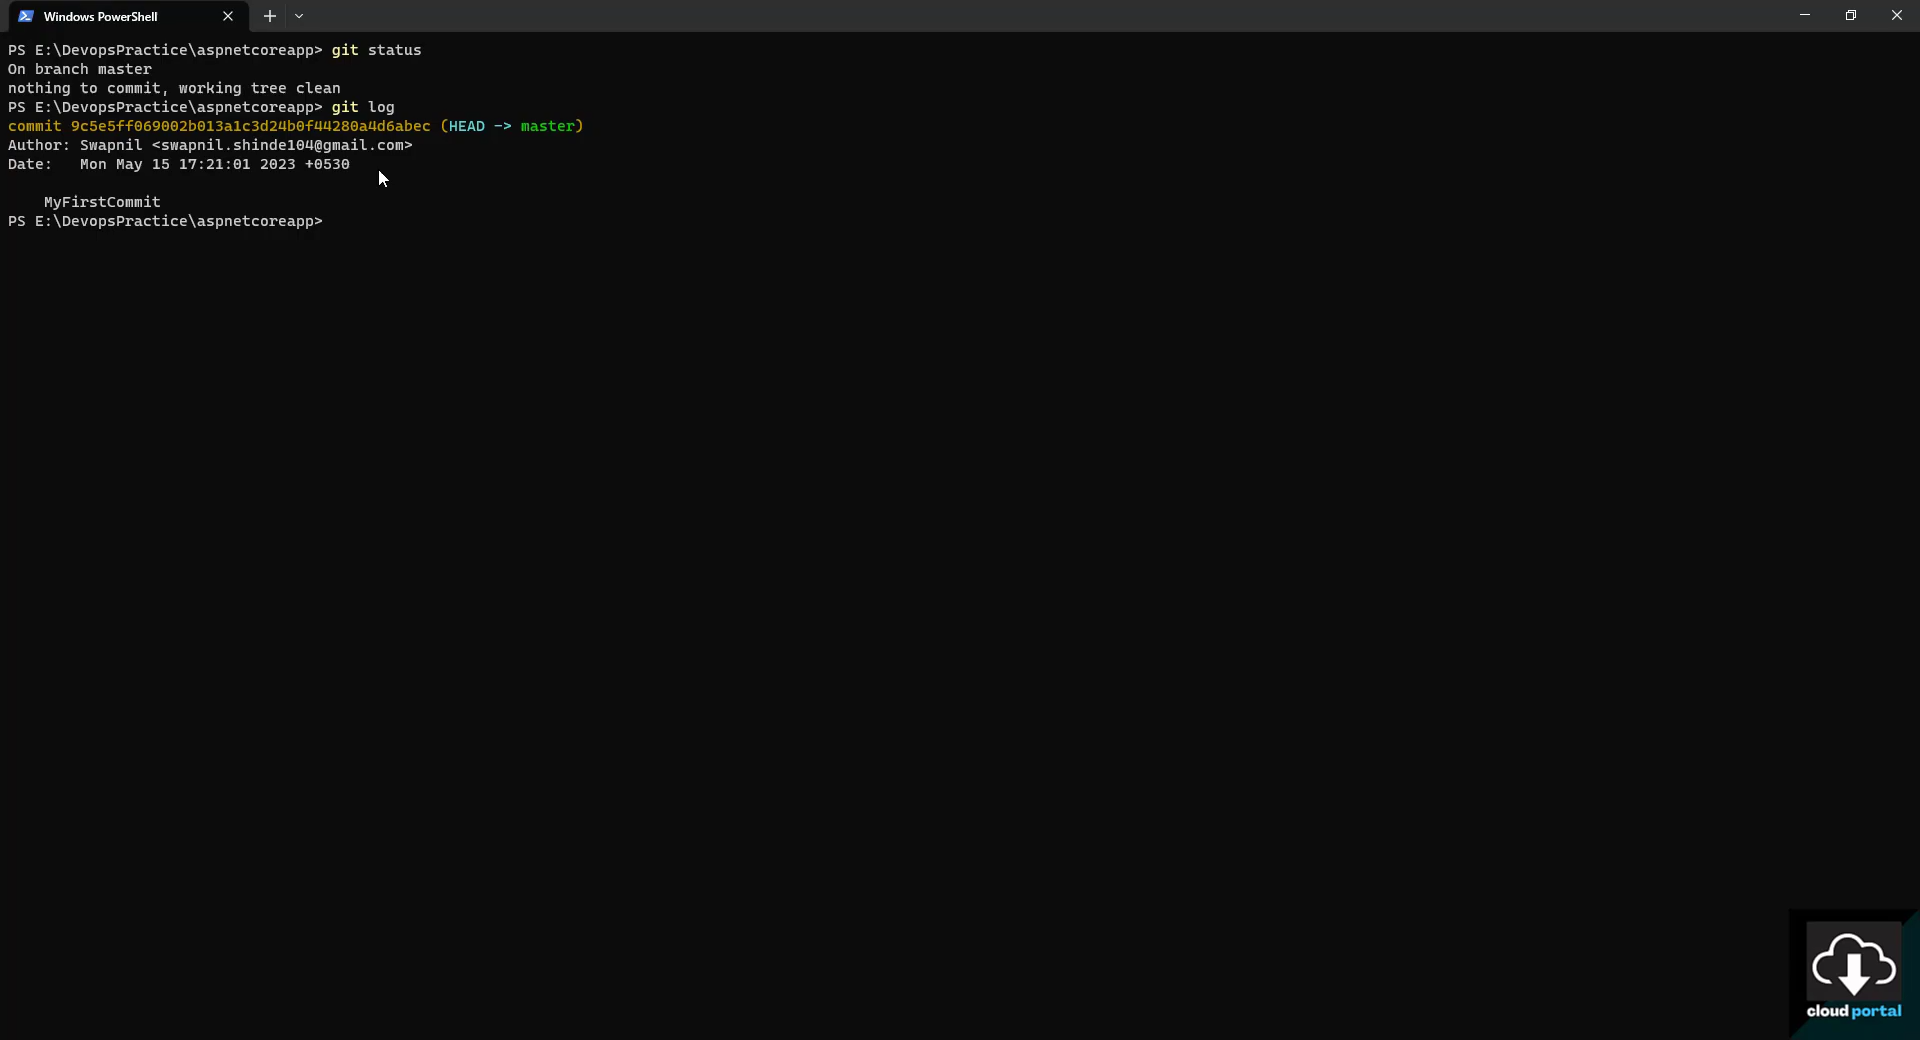 Windows PowerShell
PS E:\DevopsPractice\aspnetcoreapp> git status
On branch master
nothing to commit, working tree clean
PS E:\DevopsPractice\aspnetcoreapp> git log
commit 9c5e5ff069002b013a1c3d24b0f44280a4d6abec (HEAD -> master)
Author: Swapnil <swapnil.shinde104@gmail.com>
Date:   Mon May 15 17:21:01 2023 +0530
    MyFirstCommit
PS E:\DevopsPractice\aspnetcoreapp>
cloud portal